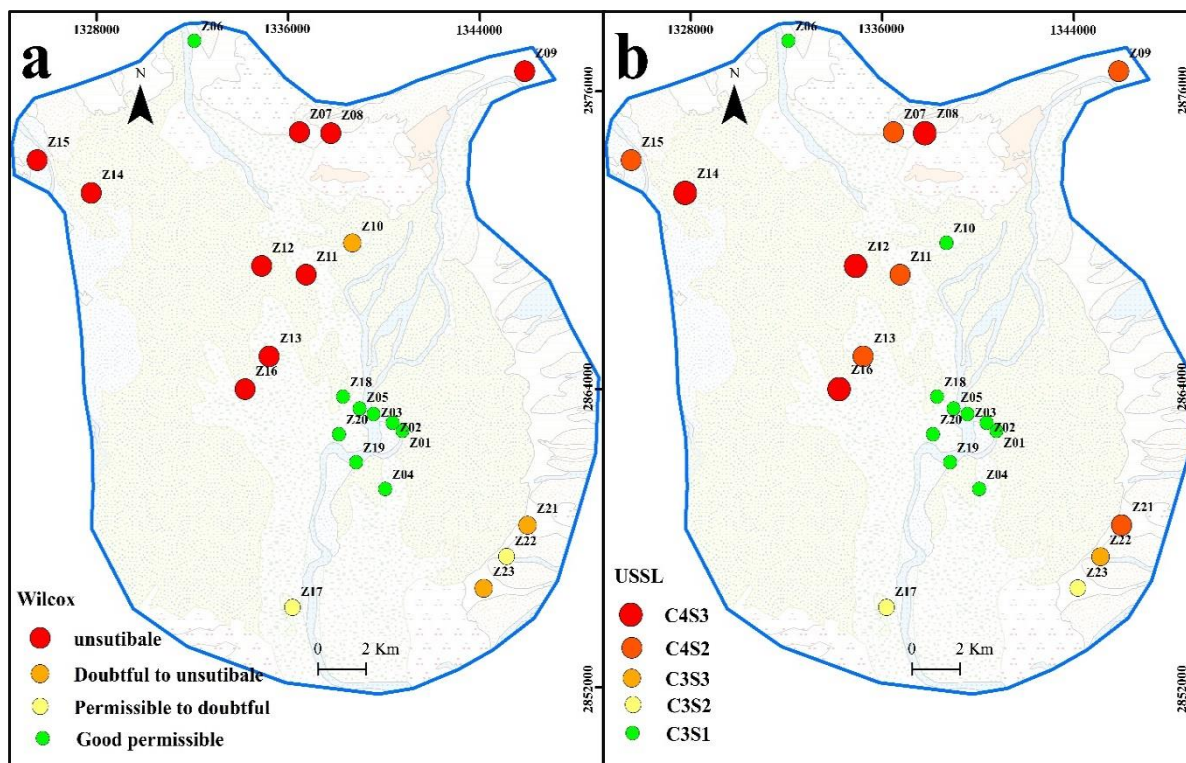 a
1328000 1336000 1344000
Z06
N
Z09
2876000
Z07 Z08
Z15
Z14
Z10
Z12
Z11
Z13
Z16
2864000
Z18
Z05
Z03
Z20
Z02
Z01
Z19
Z04
Z21
Z22
Z23
Z17
0 2 Km
2852000
Wilcox
unsutibale
Doubtful to unsutibale
Permissible to doubtful
Good permissible
b
1328000 1336000 1344000
Z06
N
Z09
2876000
Z07 Z08
Z15
Z14
Z10
Z12
Z11
Z13
Z16
2864000
Z18
Z05
Z03
Z20
Z02
Z01
Z19
Z04
Z21
Z22
Z23
Z17
0 2 Km
2852000
USSL
C4S3
C4S2
C3S3
C3S2
C3S1